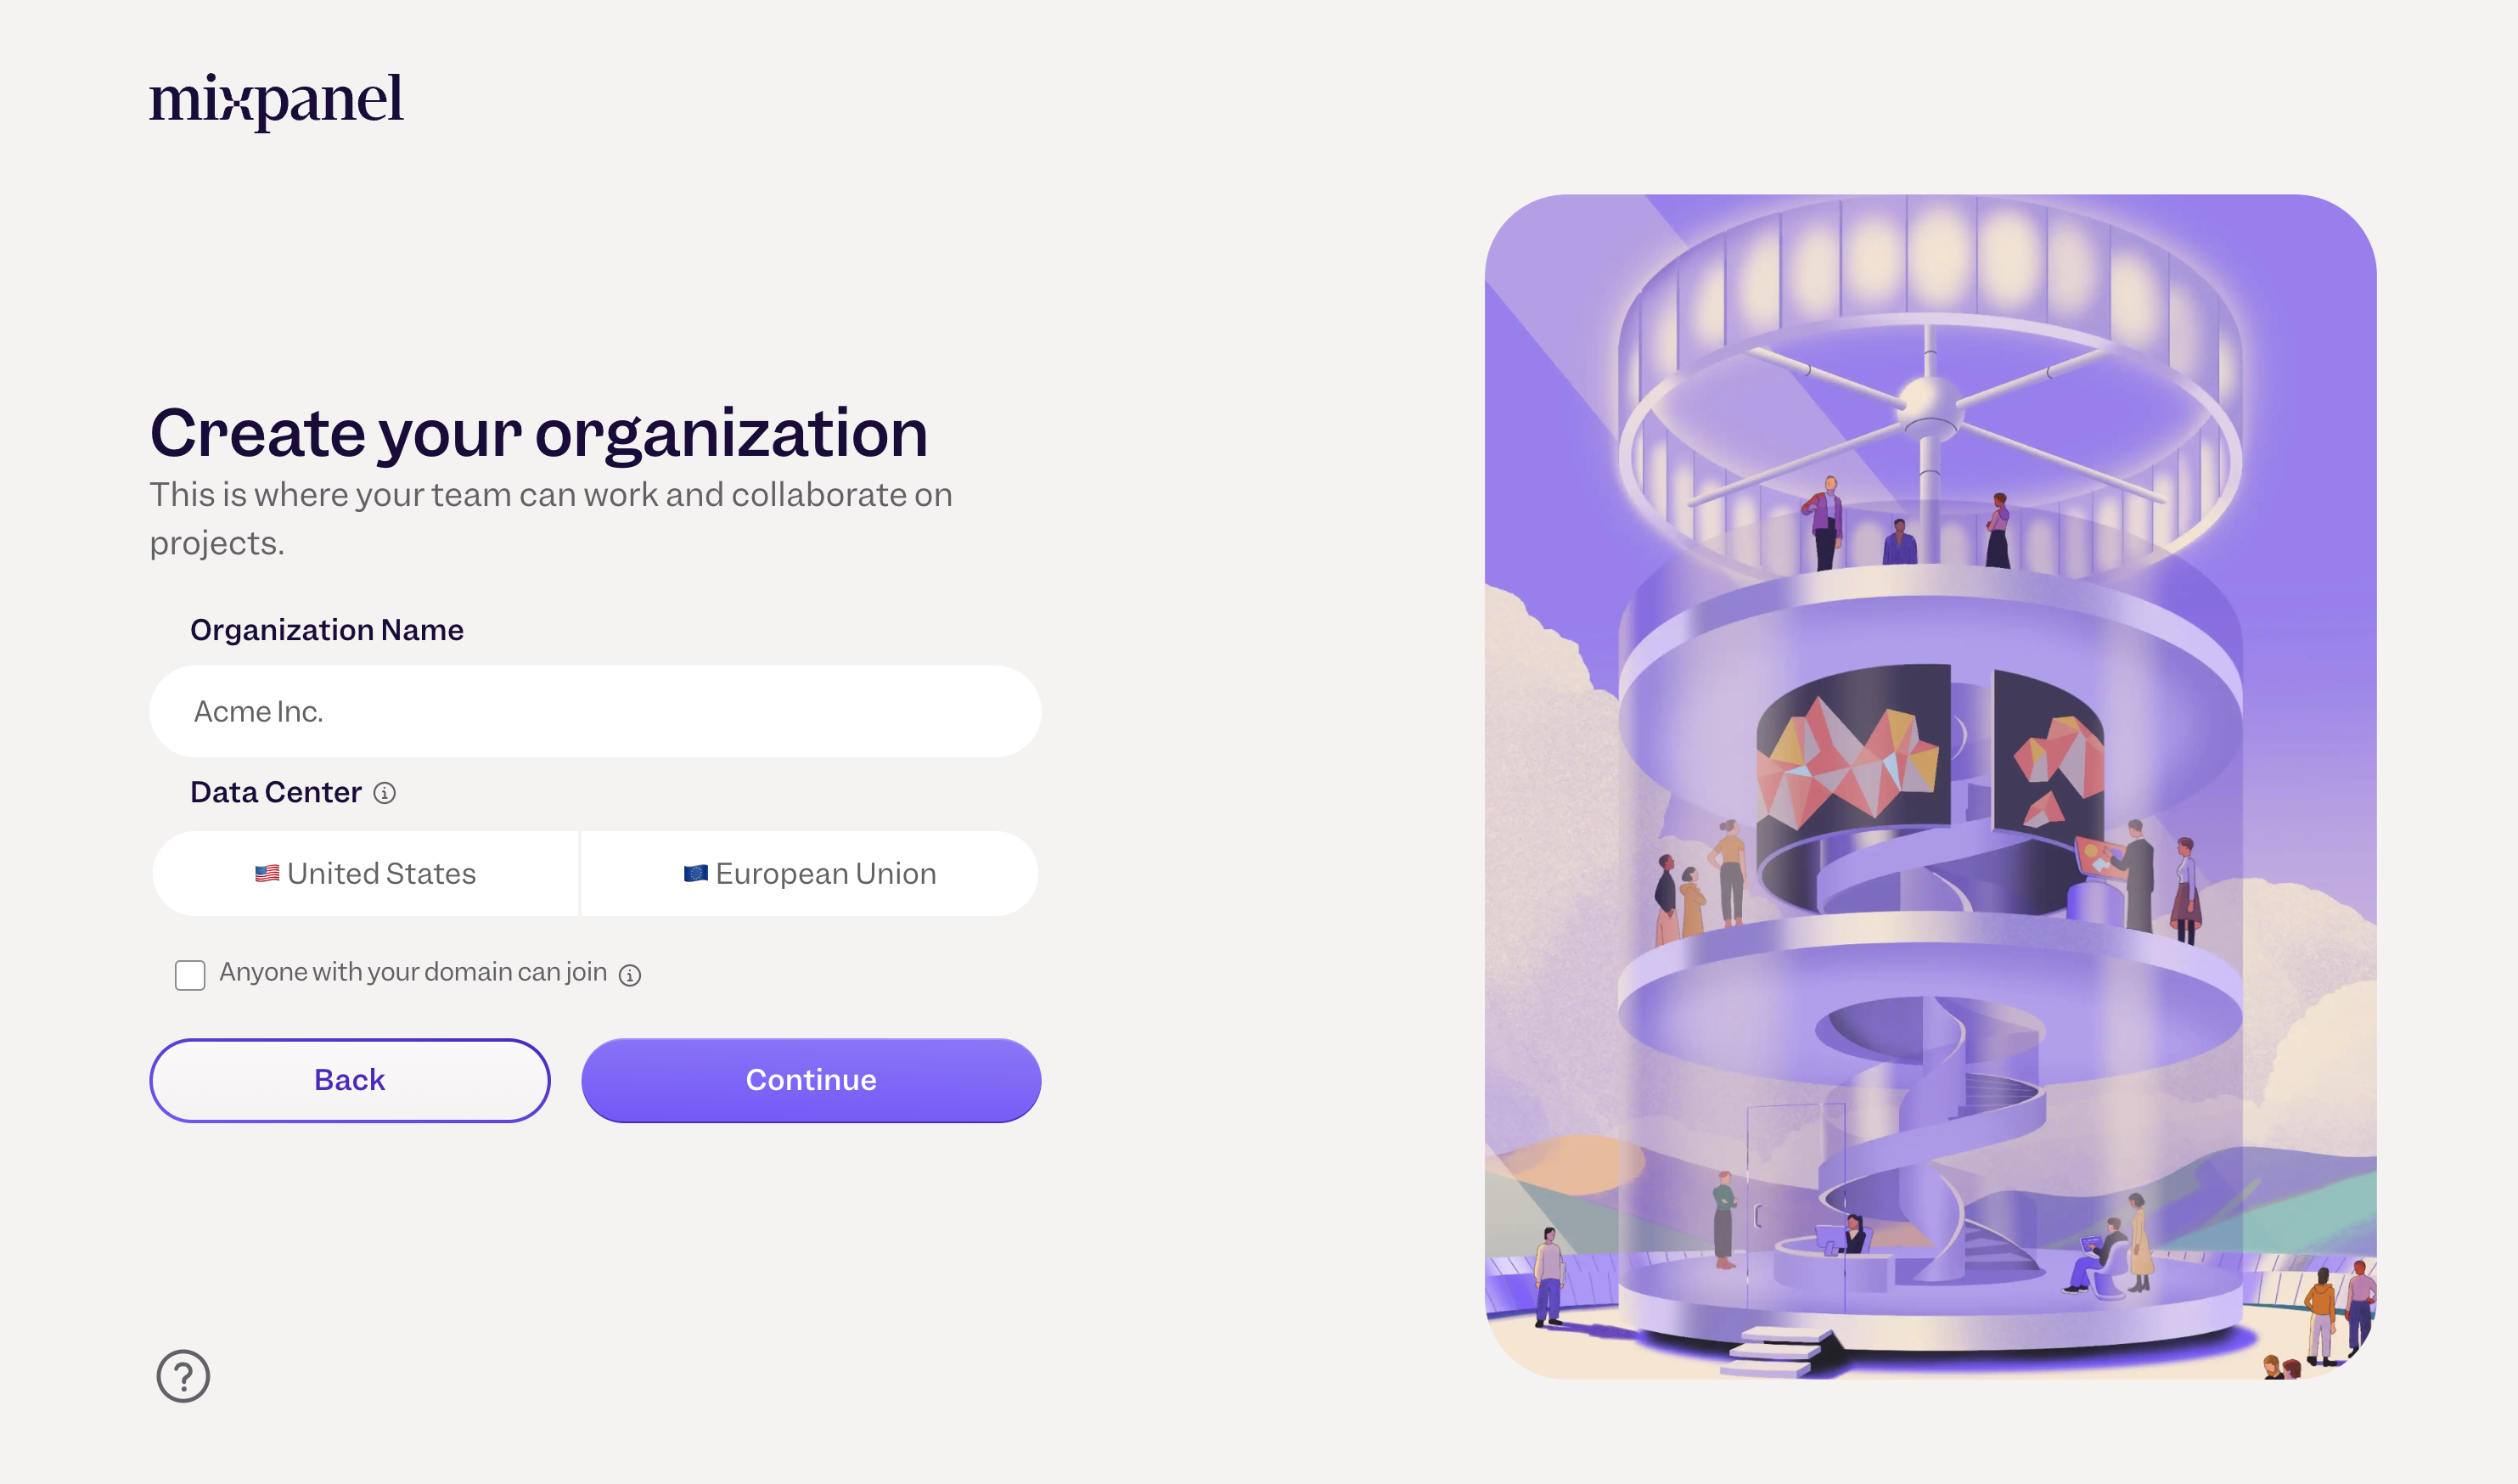 mixpanel
Create your organization
This is where your team can work and collaborate on
projects.
Organization Name
Acme Inc.
Data Center
United States
European Union
Anyone with your domain can join
Back
Continue
?